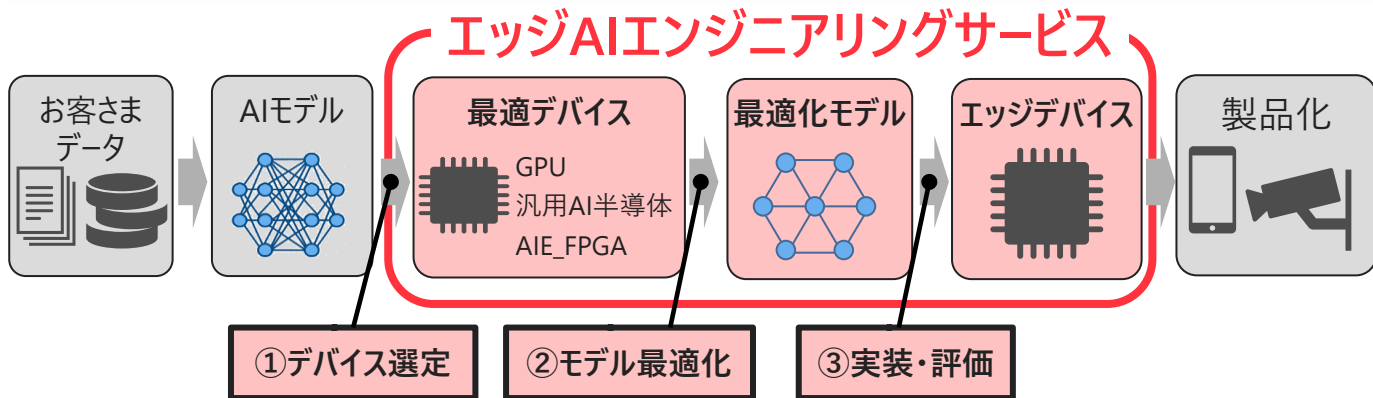 エッジAIエンジニアリングサービス
お客さま
データ
AIモデル
最適デバイス
GPU
汎用AI半導体
AIE_FPGA
最適化モデル
エッジデバイス
製品化
①デバイス選定
②モデル最適化
③実装・評価